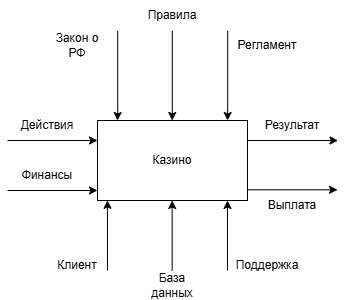 Правила
Закон о
РФ
Регламент
Действия
Результат
Казино
Финансы
Выплата
Клиент
База
данных
Поддержка